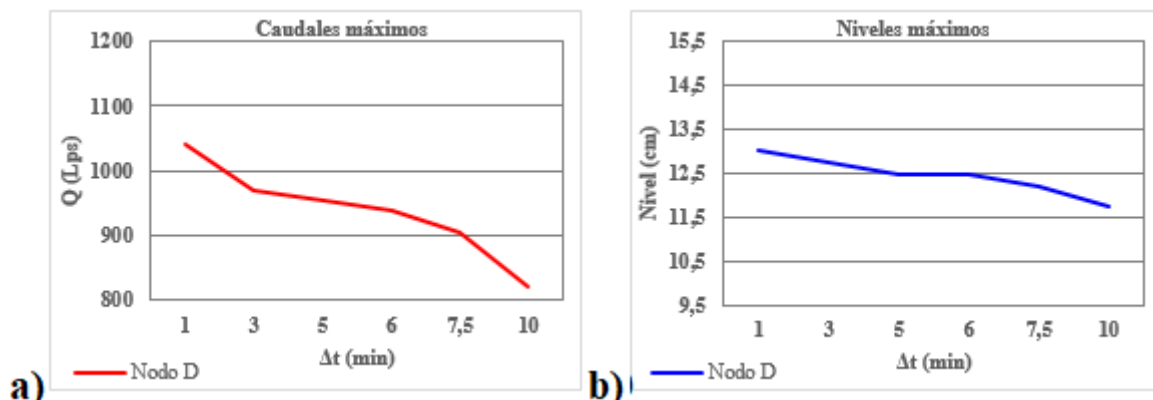 Caudales máximos
1200
1100
1000
900
800
Q (Lps)
1 3 5 6 7,5 10
Δt (min)
Nodo D
a)
Niveles máximos
15,5
14,5
13,5
12,5
11,5
10,5
9,5
Nivel (cm)
1 3 5 6 7,5 10
Δt (min)
Nodo D
b)